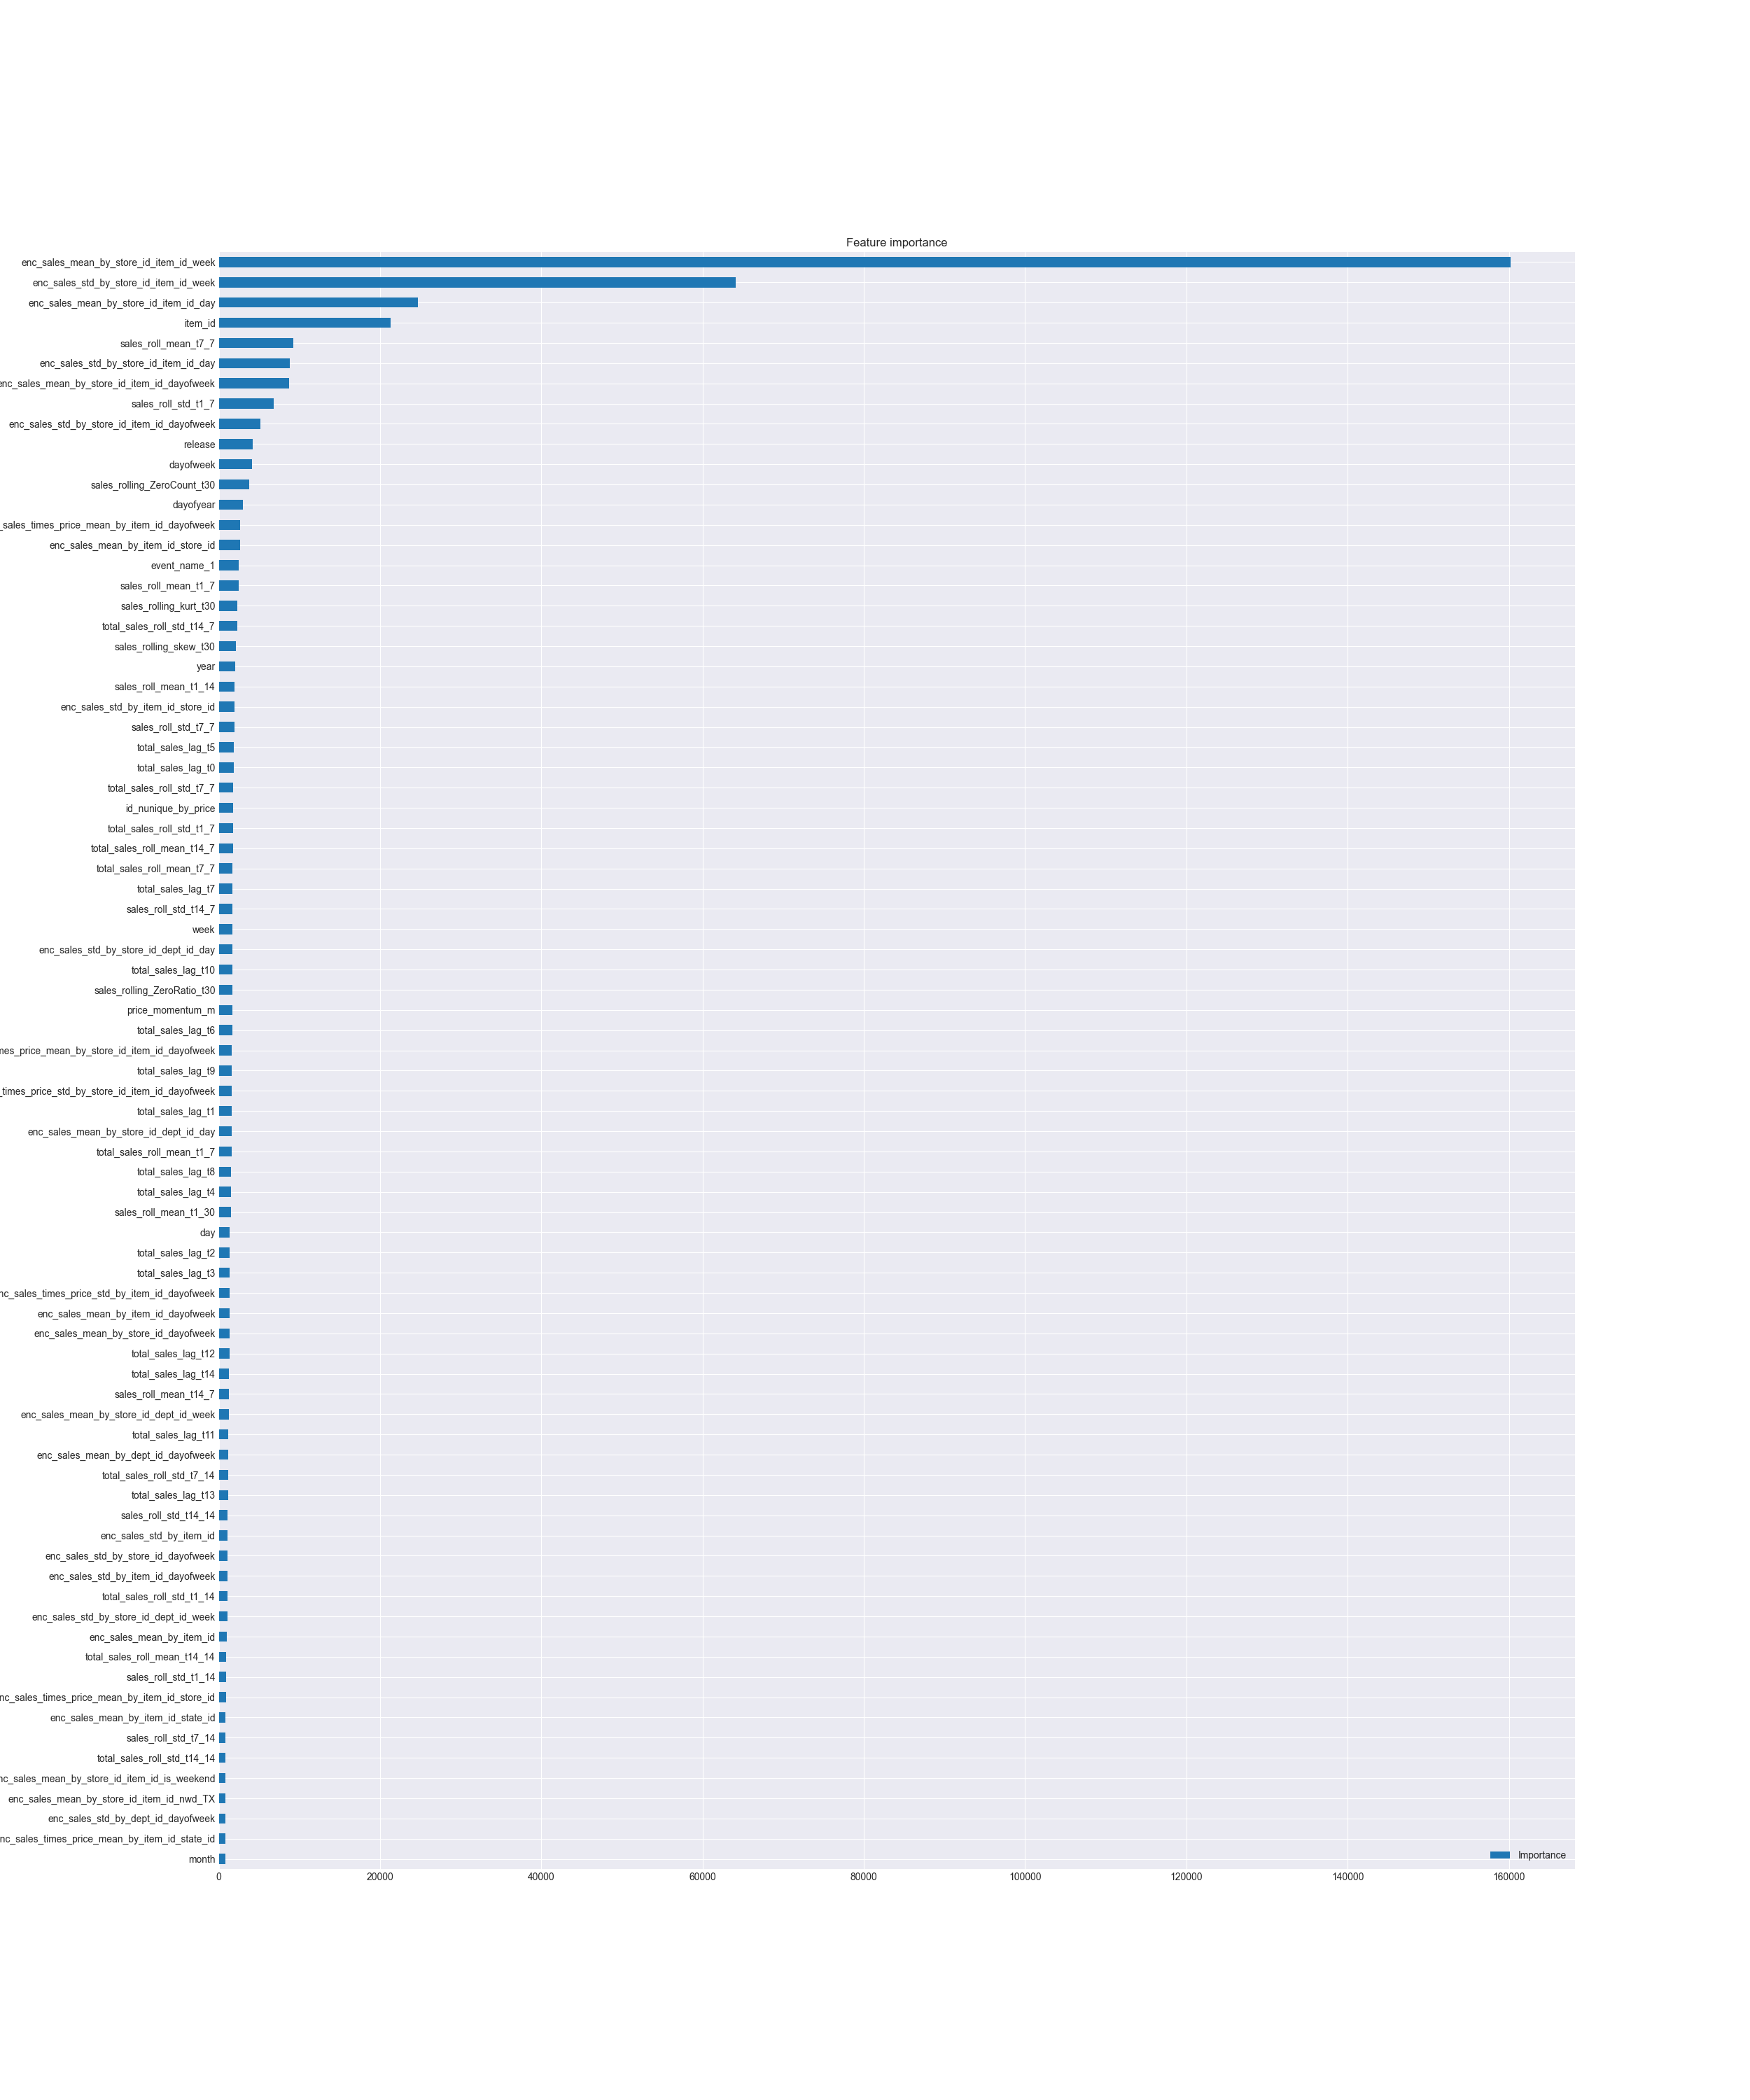 Feature importance
enc_sales_mean_by_store_id_item_id_week
enc_sales_std_by_store_id_item_id_week
enc_sales_mean_by_store_id_item_id_day
item_id
sales_roll_mean_t7_7
enc_sales_std_by_store_id_item_id_day
enc_sales_mean_by_store_id_item_id_dayofweek
sales_roll_std_t1_7
enc_sales_std_by_store_id_item_id_dayofweek
release
dayofweek
sales_rolling_ZeroCount_t30
dayofyear
_sales_times_price_mean_by_item_id_dayofweek
enc_sales_mean_by_item_id_store_id
event_name_1
sales_roll_mean_t1_7
sales_rolling_kurt_t30
total_sales_roll_std_t14_7
sales_rolling_skew_t30
year
sales_roll_mean_t1_14
enc_sales_std_by_item_id_store_id
sales_roll_std_t7_7
total_sales_lag_t5
total_sales_lag_t0
total_sales_roll_std_t7_7
id_nunique_by_price
total_sales_roll_std_t1_7
total_sales_roll_mean_t14_7
total_sales_roll_mean_t7_7
total_sales_lag_t7
sales_roll_std_t14_7
week
enc_sales_std_by_store_id_dept_id_day
total_sales_lag_t10
sales_rolling_ZeroRatio_t30
price_momentum_m
total_sales_lag_t6
mes_price_mean_by_store_id_item_id_dayofweek
total_sales_lag_t9
_times_price_std_by_store_id_item_id_dayofweek
total_sales_lag_t1
enc_sales_mean_by_store_id_dept_id_day
total_sales_roll_mean_t1_7
total_sales_lag_t8
total_sales_lag_t4
sales_roll_mean_t1_30
day
total_sales_lag_t2
total_sales_lag_t3
nc_sales_times_price_std_by_item_id_dayofweek
enc_sales_mean_by_item_id_dayofweek
enc_sales_mean_by_store_id_dayofweek
total_sales_lag_t12
total_sales_lag_t14
sales_roll_mean_t14_7
enc_sales_mean_by_store_id_dept_id_week
total_sales_lag_t11
enc_sales_mean_by_dept_id_dayofweek
total_sales_roll_std_t7_14
total_sales_lag_t13
sales_roll_std_t14_14
enc_sales_std_by_item_id
enc_sales_std_by_store_id_dayofweek
enc_sales_std_by_item_id_dayofweek
total_sales_roll_std_t1_14
enc_sales_std_by_store_id_dept_id_week
enc_sales_mean_by_item_id
total_sales_roll_mean_t14_14
sales_roll_std_t1_14
nc_sales_times_price_mean_by_item_id_store_id
enc_sales_mean_by_item_id_state_id
sales_roll_std_t7_14
total_sales_roll_std_t14_14
nc_sales_mean_by_store_id_item_id_is_weekend
enc_sales_mean_by_store_id_item_id_nwd_TX
enc_sales_std_by_dept_id_dayofweek
nc_sales_times_price_mean_by_item_id_state_id
month
Importance
0 20000 40000 60000 80000 100000 120000 140000 160000